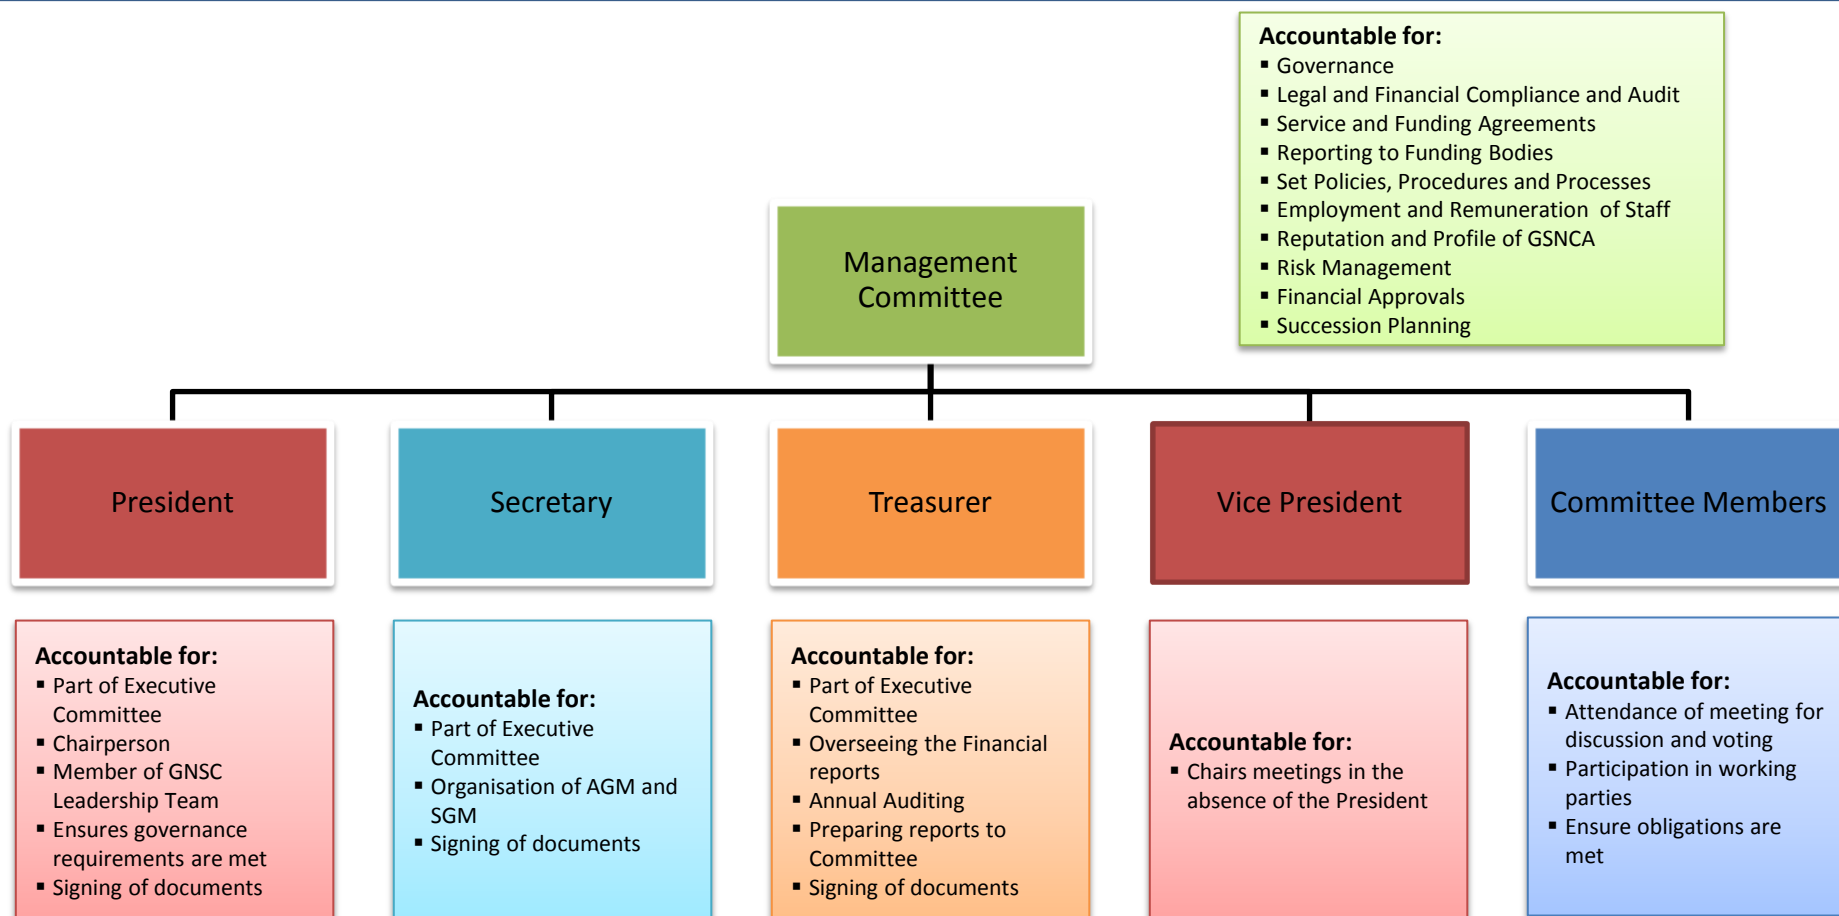 Accountable for:
▪ Governance
▪ Legal and Financial Compliance and Audit
▪ Service and Funding Agreements
▪ Reporting to Funding Bodies
▪ Set Policies, Procedures and Processes
▪ Employment and Remuneration of Staff
▪ Reputation and Profile of GSNCA
▪ Risk Management
▪ Financial Approvals
▪ Succession Planning
Management
Committee
President
Secretary
Treasurer
Vice President
Committee Members
Accountable for:
▪ Part of Executive
Committee
▪ Chairperson
▪ Member of GNSC
Leadership Team
▪ Ensures governance
requirements are met
▪ Signing of documents
Accountable for:
▪ Part of Executive
Committee
▪ Organisation of AGM and
SGM
▪ Signing of documents
Accountable for:
▪ Part of Executive
Committee
▪ Overseeing the Financial
reports
▪ Annual Auditing
▪ Preparing reports to
Committee
▪ Signing of documents
Accountable for:
▪ Chairs meetings in the
absence of the President
Accountable for:
▪ Attendance of meeting for
discussion and voting
▪ Participation in working
parties
▪ Ensure obligations are
met